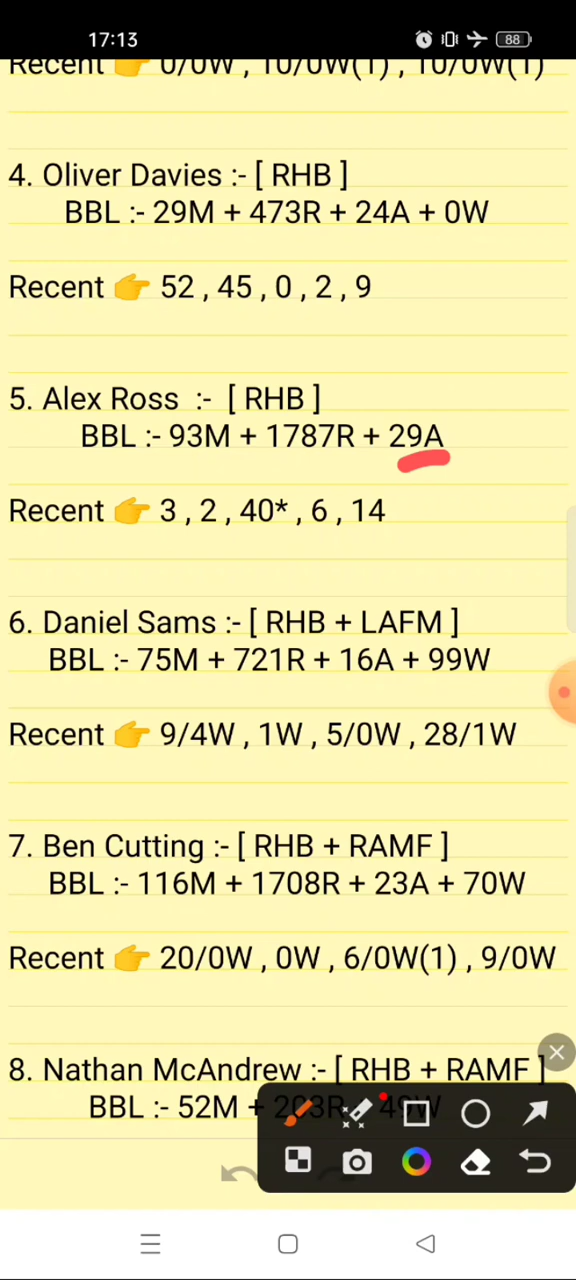 17:13
88
Recent 👉 0/0W , 10/0W(1) , 10/0W(1)
4. Oliver Davies :- [ RHB ]
BBL :- 29M + 473R + 24A + 0W
Recent 👉 52 , 45 , 0 , 2 , 9
5. Alex Ross :- [ RHB ]
BBL :- 93M + 1787R + 29A
Recent 👉 3 , 2 , 40* , 6 , 14
6. Daniel Sams :- [ RHB + LAFM ]
BBL :- 75M + 721R + 16A + 99W
Recent 👉 9/4W , 1W , 5/0W , 28/1W
7. Ben Cutting :- [ RHB + RAMF ]
BBL :- 116M + 1708R + 23A + 70W
Recent 👉 20/0W , 0W , 6/0W(1) , 9/0W
8. Nathan McAndrew :- [ RHB + RAMF ]
BBL :- 52M + 203R + 49W